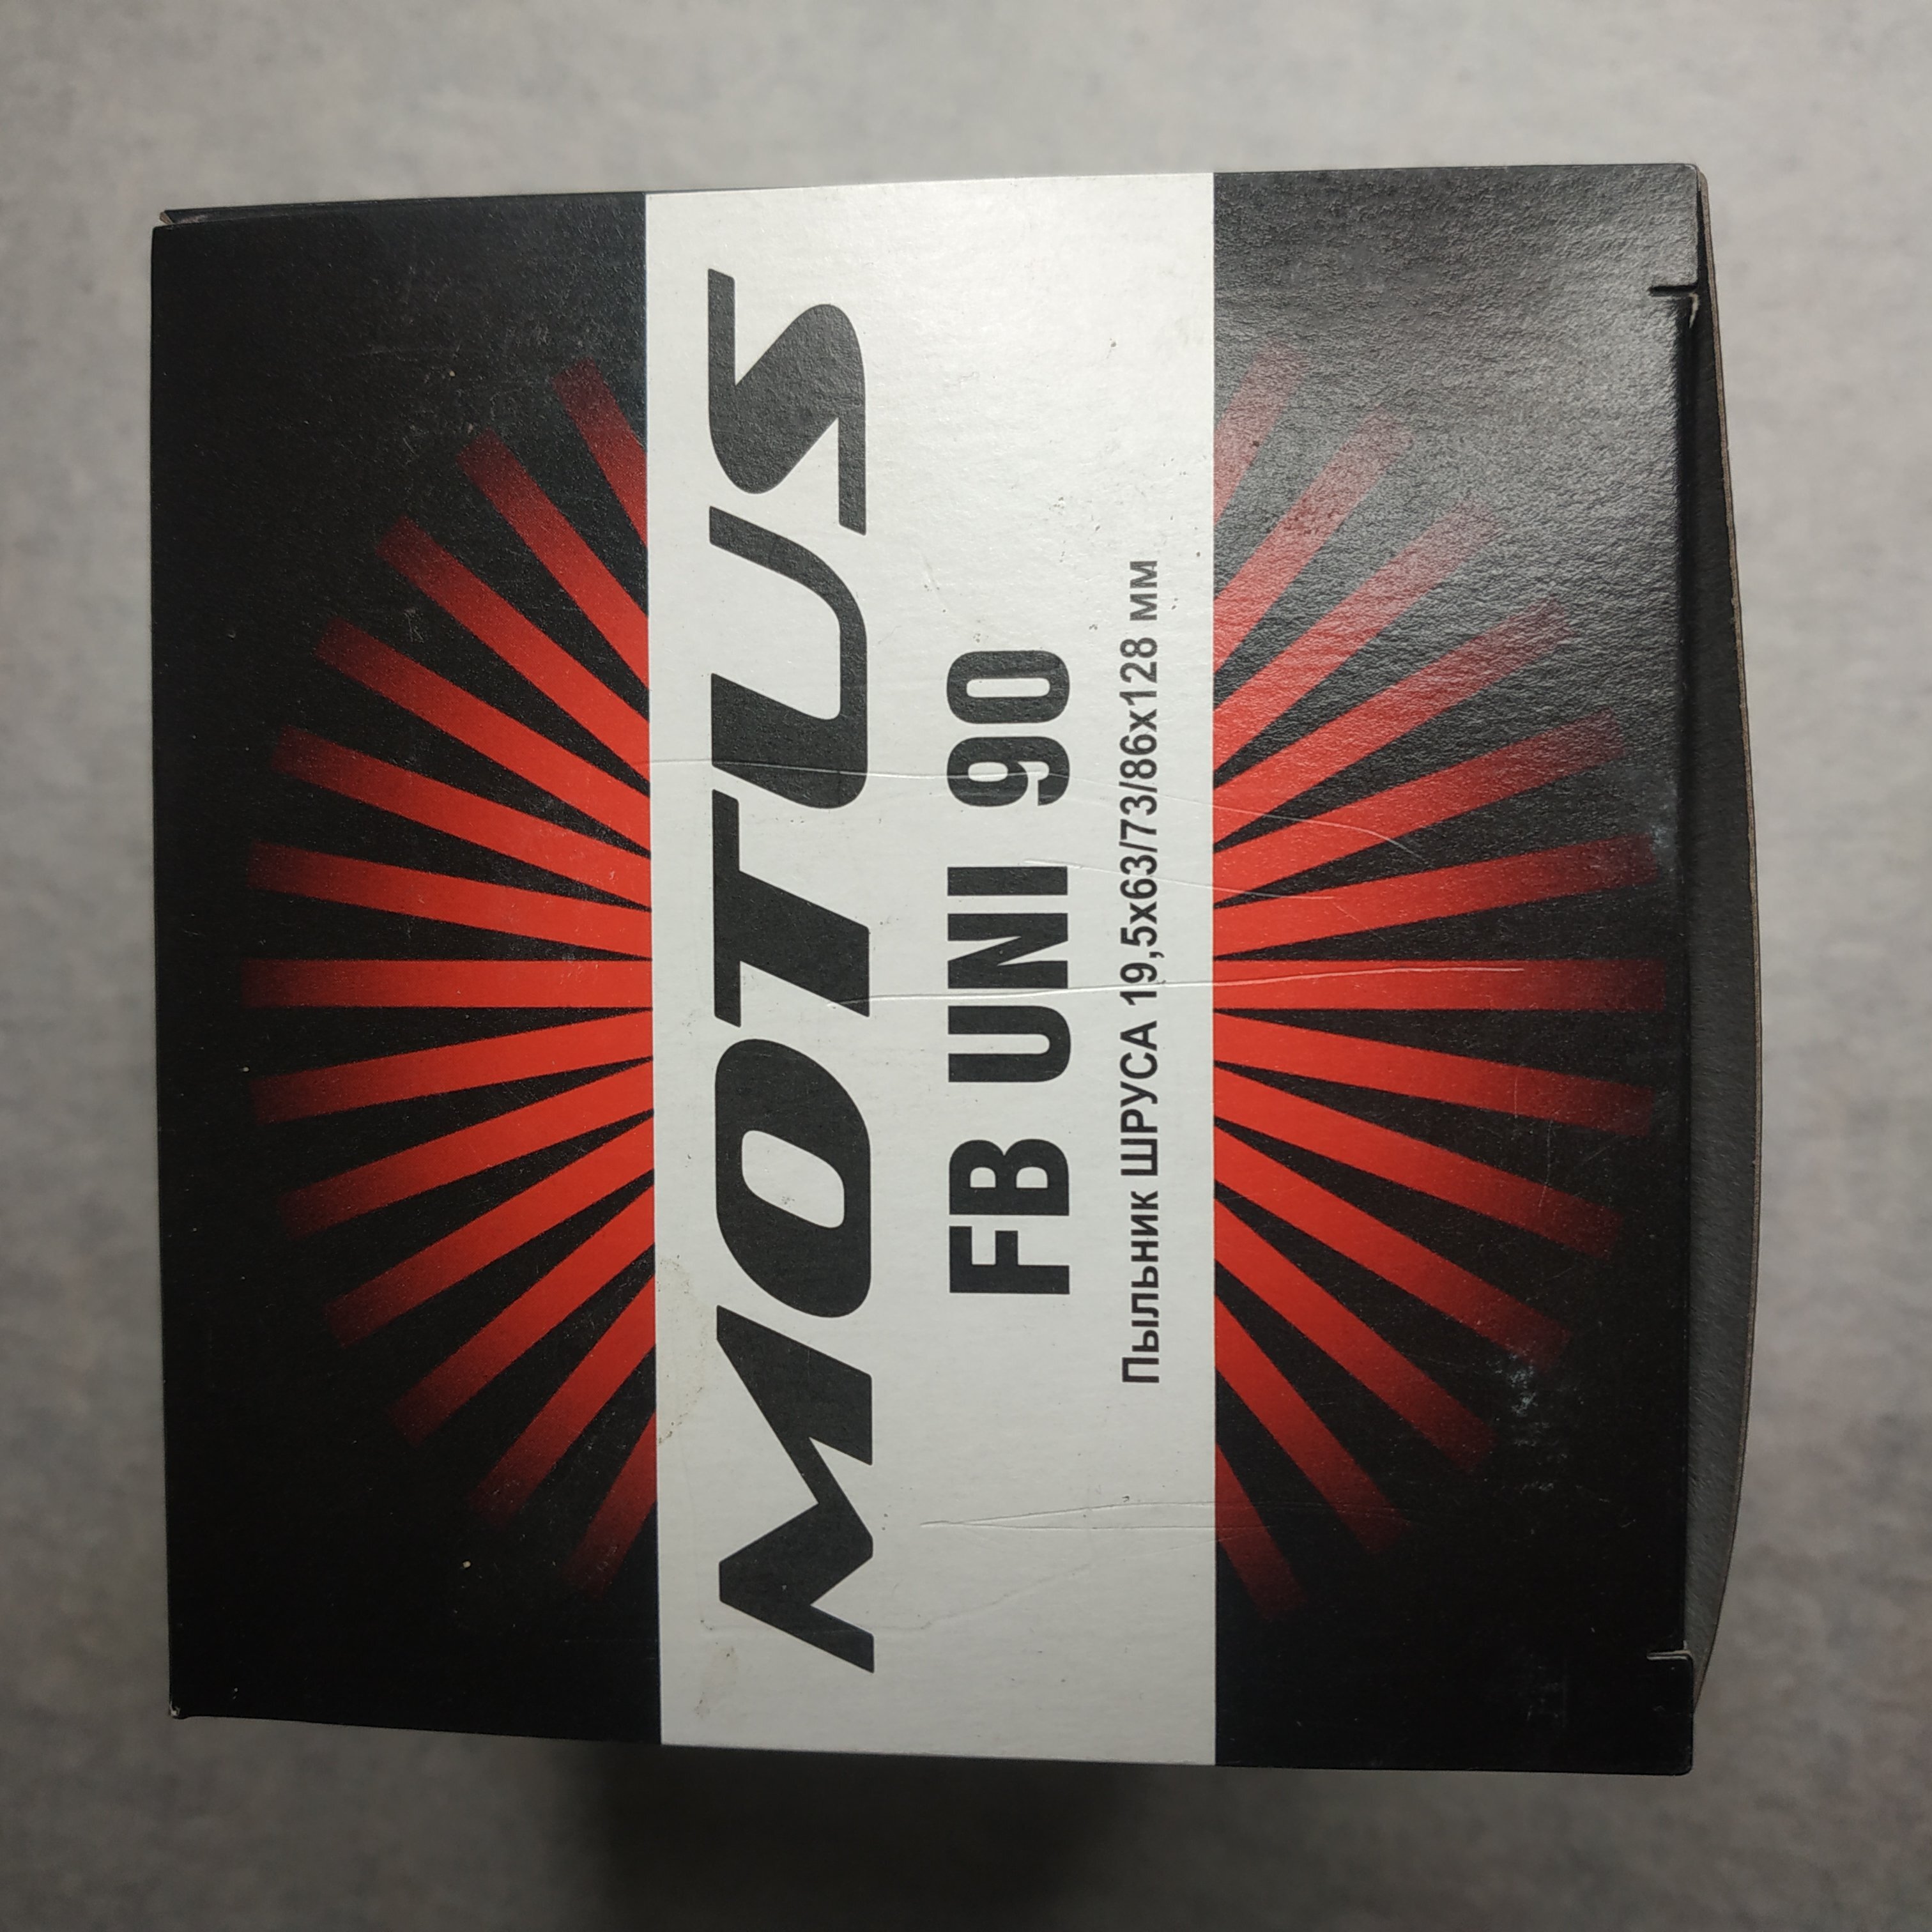 MOTUS
FB UNI 90
Пыльник ШРУСА 19,5x63/73/86x128 мм